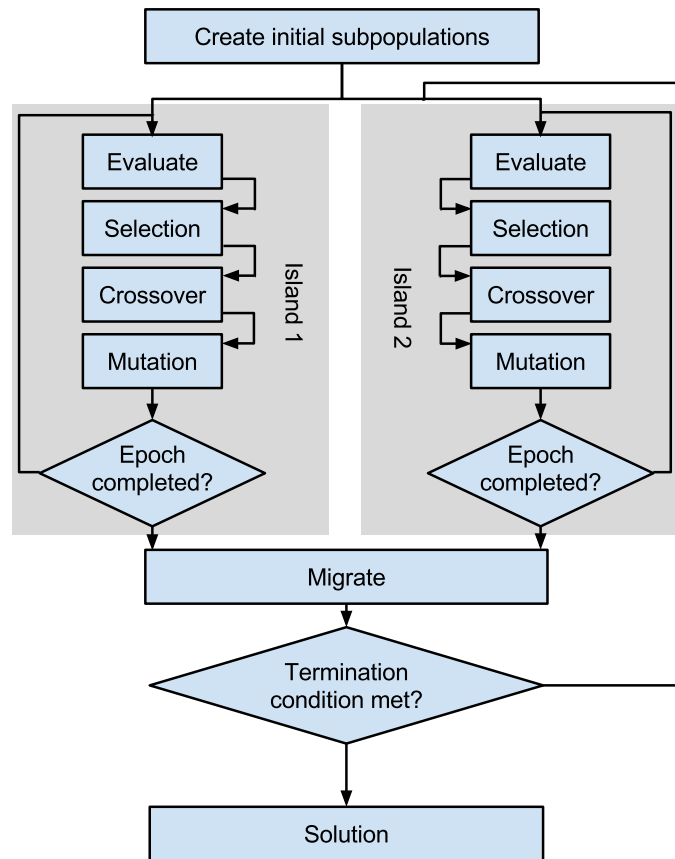 Create initial subpopulations
Evaluate
Selection
Crossover
Mutation
Epoch
completed?
Island 1
Evaluate
Selection
Crossover
Mutation
Epoch
completed?
Island 2
Migrate
Termination
condition met?
Solution